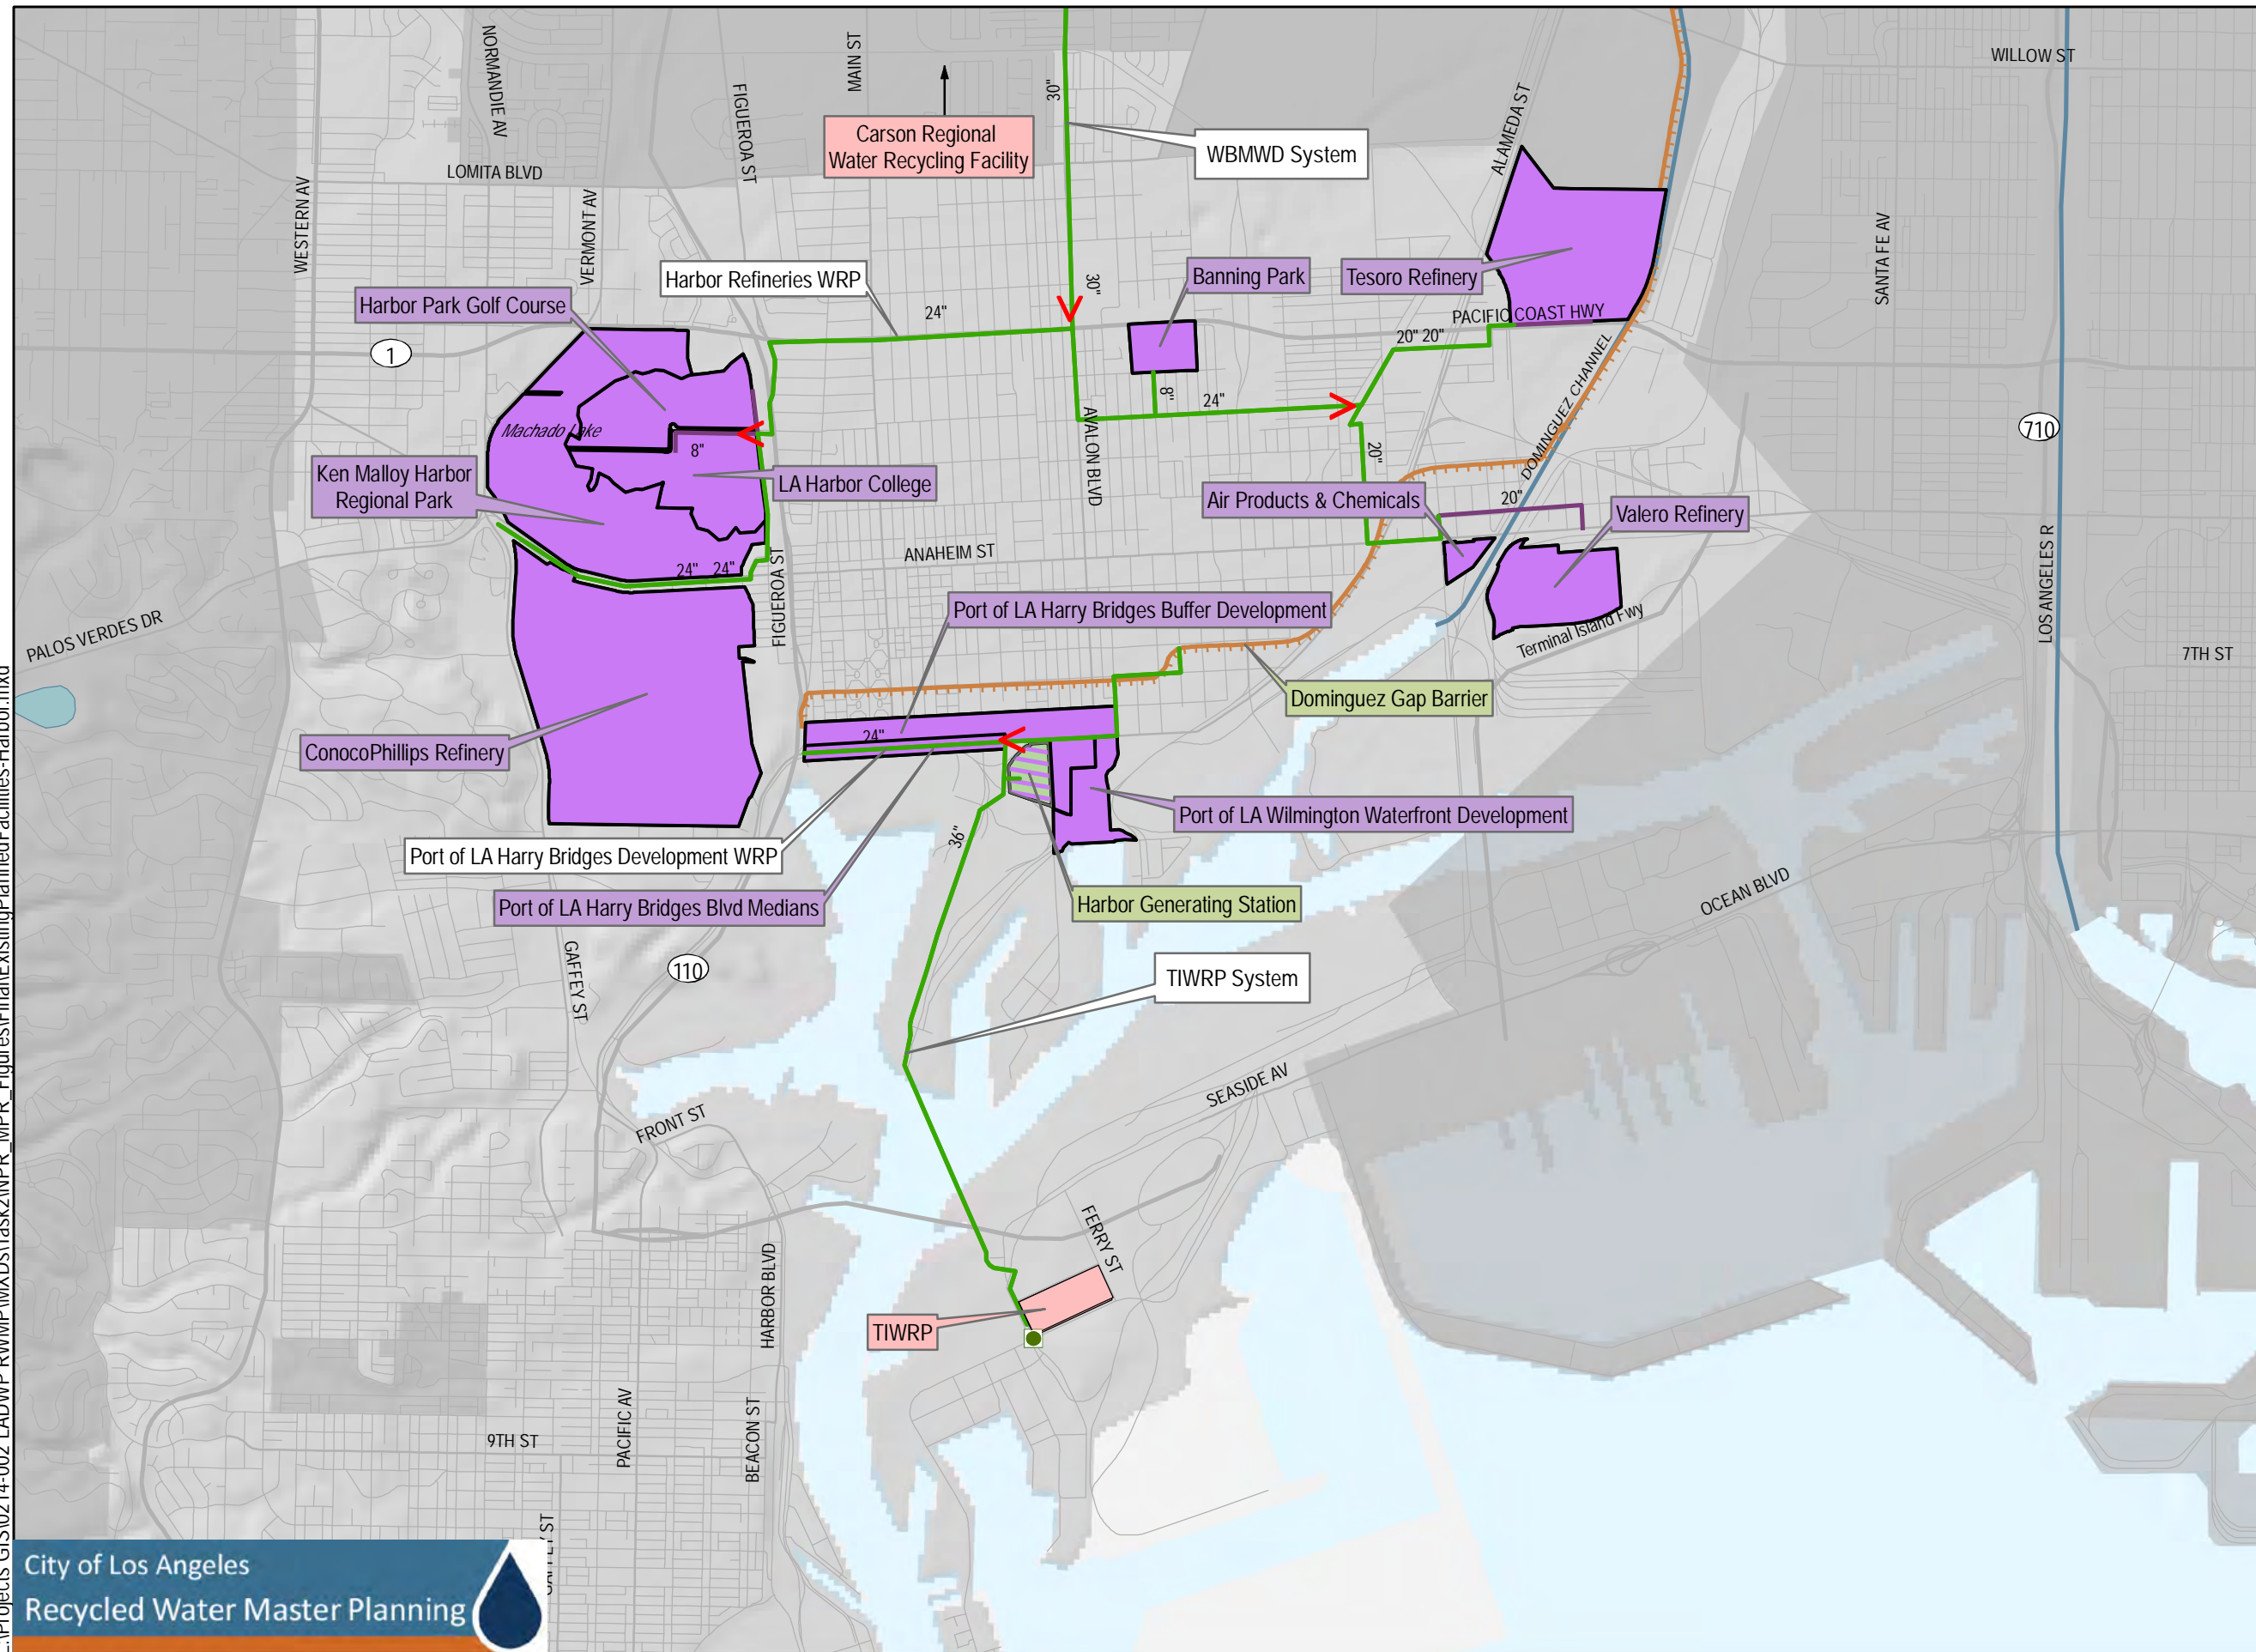 WILLOW ST
NORMANDIE AV
MAIN ST
FIGUEROA ST
30"
ALAMEDA ST
Carson Regional
Water Recycling Facility
WBMWD System
LOMITA BLVD
WESTERN AV
VERMONT AV
SANTA FE AV
Harbor Refineries WRP
30"
Banning Park
Tesoro Refinery
Harbor Park Golf Course
24"
PACIFIC COAST HWY
20" 20"
1
DOMINGUEZ CHANNEL
8"
24"
AVALON BLVD
710
Machado Lake
8"
20"
Ken Malloy Harbor
Regional Park
LA Harbor College
Air Products & Chemicals
20"
Valero Refinery
ANAHEIM ST
24" 24"
FIGUEROA ST
LOS ANGELES R
Port of LA Harry Bridges Buffer Development
PALOS VERDES DR
Terminal Island Fwy
7TH ST
Dominguez Gap Barrier
24"
ConocoPhillips Refinery
Port of LA Wilmington Waterfront Development
36"
Port of LA Harry Bridges Development WRP
Port of LA Harry Bridges Blvd Medians
Harbor Generating Station
OCEAN BLVD
GAFFEY ST
110
TIWRP System
SEASIDE AV
FRONT ST
FERRY ST
HARBOR BLVD
TIWRP
PACIFIC AV
BEACON ST
9TH ST
City of Los Angeles
Recycled Water Master Planning